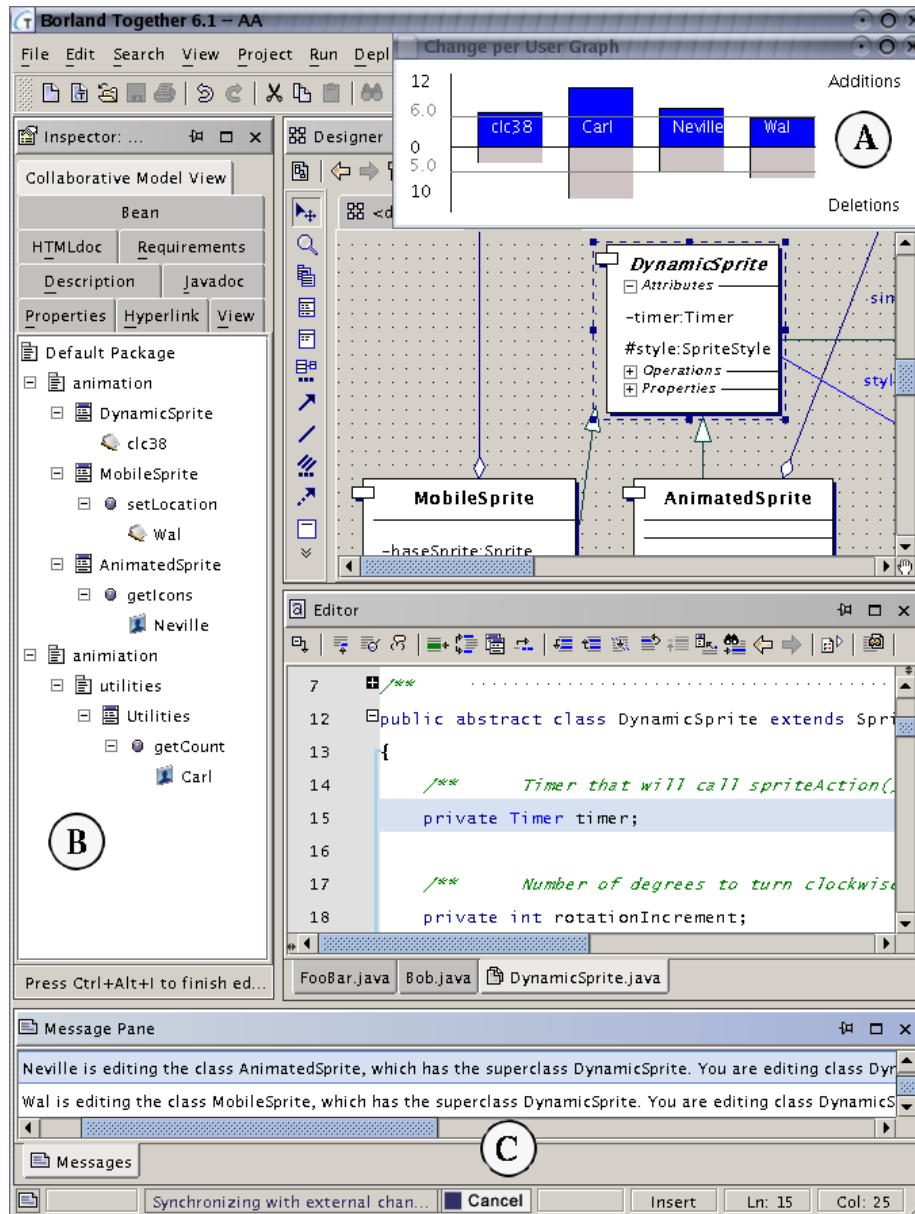 Borland Together 6.1 -- AA
File Edit Search View Project Run Depl
Change per User Graph
12
6.0
0
5.0
10
clc38 Carl Neville Wal
Additions
A
Deletions
Inspector: ...
Collaborative Model View
Bean
HTMLdoc Requirements
Description Javadoc
Properties Hyperlink View
Default Package
animation
DynamicSprite
clc38
MobileSprite
setLocation
Wal
AnimatedSprite
getIcons
Neville
animiation
utilities
Utilities
getCount
Carl
B
Press Ctrl+Alt+I to finish ed...
Designer
<d
DynamicSprite
Attributes
-timer:Timer
#style:SpriteStyle
Operations
Properties
sin
styl
MobileSprite
-baseSprite:Sprite
AnimatedSprite
Editor
7 /**
12 public abstract class DynamicSprite extends Spri
13 {
14 /** Timer that will call spriteAction(
15 private Timer timer;
16
17 /** Number of degrees to turn clockwise
18 private int rotationIncrement;
FooBar.java Bob.java DynamicSprite.java
Message Pane
Neville is editing the class AnimatedSprite, which has the superclass DynamicSprite. You are editing class Dyr
Wal is editing the class MobileSprite, which has the superclass DynamicSprite. You are editing class DynamicS
C
Messages
Synchronizing with external chan... Cancel Insert Ln: 15 Col: 25